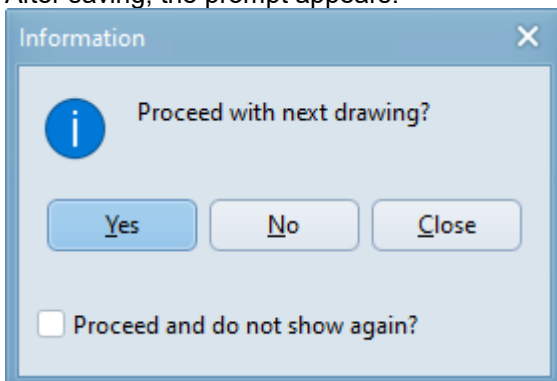 After saving, the prompt appears:
Information
Proceed with next drawing?
Yes No Close
Proceed and do not show again?